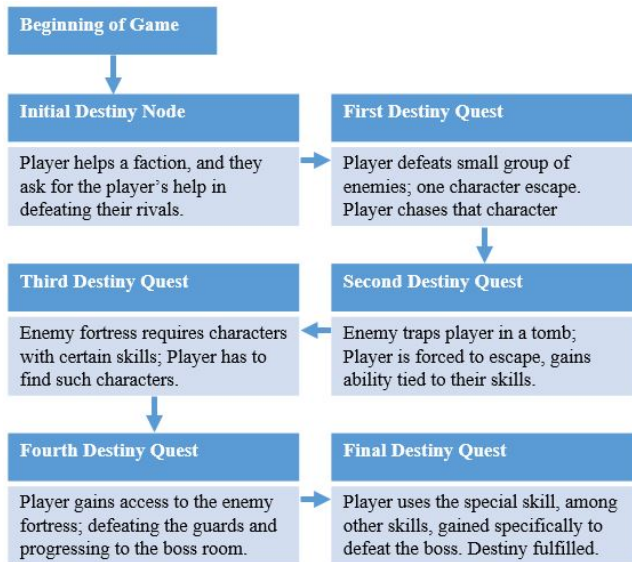 Beginning of Game
Initial Destiny Node
Player helps a faction, and they
ask for the player's help in
defeating their rivals.
First Destiny Quest
Player defeats small group of
enemies; one character escape.
Player chases that character
Second Destiny Quest
Enemy traps player in a tomb;
Player is forced to escape, gains
ability tied to their skills.
Third Destiny Quest
Enemy fortress requires characters
with certain skills; Player has to
find such characters.
Fourth Destiny Quest
Player gains access to the enemy
fortress; defeating the guards and
progressing to the boss room.
Final Destiny Quest
Player uses the special skill, among
other skills, gained specifically to
defeat the boss. Destiny fulfilled.